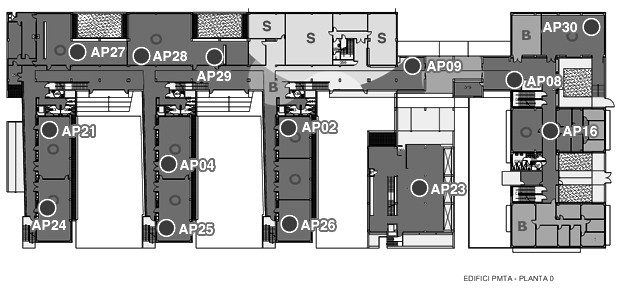 AP30
S
S
S
B
AP27
AP28
AP29
AP09
AP08
B
AP21
AP02
AP16
AP04
AP23
AP24
AP25
AP26
B
EDIFICI PMTA - PLANTA 0